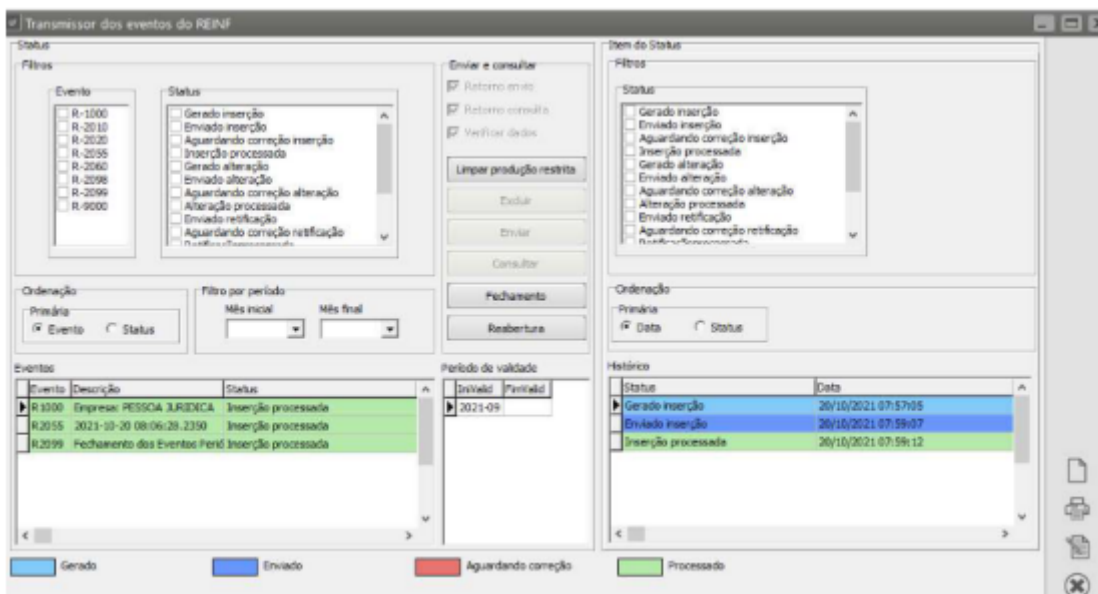 Transmissor dos eventos do REINF
Status
Filtros
Evento
R-1000
R-2010
R-2020
R-2055
R-2060
R-2098
R-2099
R-9000
Status
Gerado inserção
Enviado inserção
Aguardando correção inserção
Inserção processada
Gerado alteração
Enviado alteração
Aguardando correção alteração
Alteração processada
Enviado retificação
Aguardando correção retificação
Ordenação
Primária
Evento Status
Filtro por período
Mês inicial Mês final
Enviar e consultar
Retorno envio
Retorno consulta
Verificar dados
Limpar produção restrita
Excluir
Enviar
Consultar
Fechamento
Reabertura
Eventos
Evento Descrição Status
R1000 Empresa: PESSOA JURIDICA Inserção processada
R2055 2021-10-20 08:06:28.2350 Inserção processada
R2099 Fechamento dos Eventos Perió Inserção processada
Período de validade
IniValid FimValid
2021-09
Item do Status
Filtros
Status
Gerado inserção
Enviado inserção
Aguardando correção inserção
Inserção processada
Gerado alteração
Enviado alteração
Aguardando correção alteração
Alteração processada
Enviado retificação
Aguardando correção retificação
Ordenação
Primária
Data Status
Histórico
Status Data
Gerado inserção 20/10/2021 07:57:05
Enviado inserção 20/10/2021 07:59:07
Inserção processada 20/10/2021 07:59:12
Gerado Enviado Aguardando correção Processado